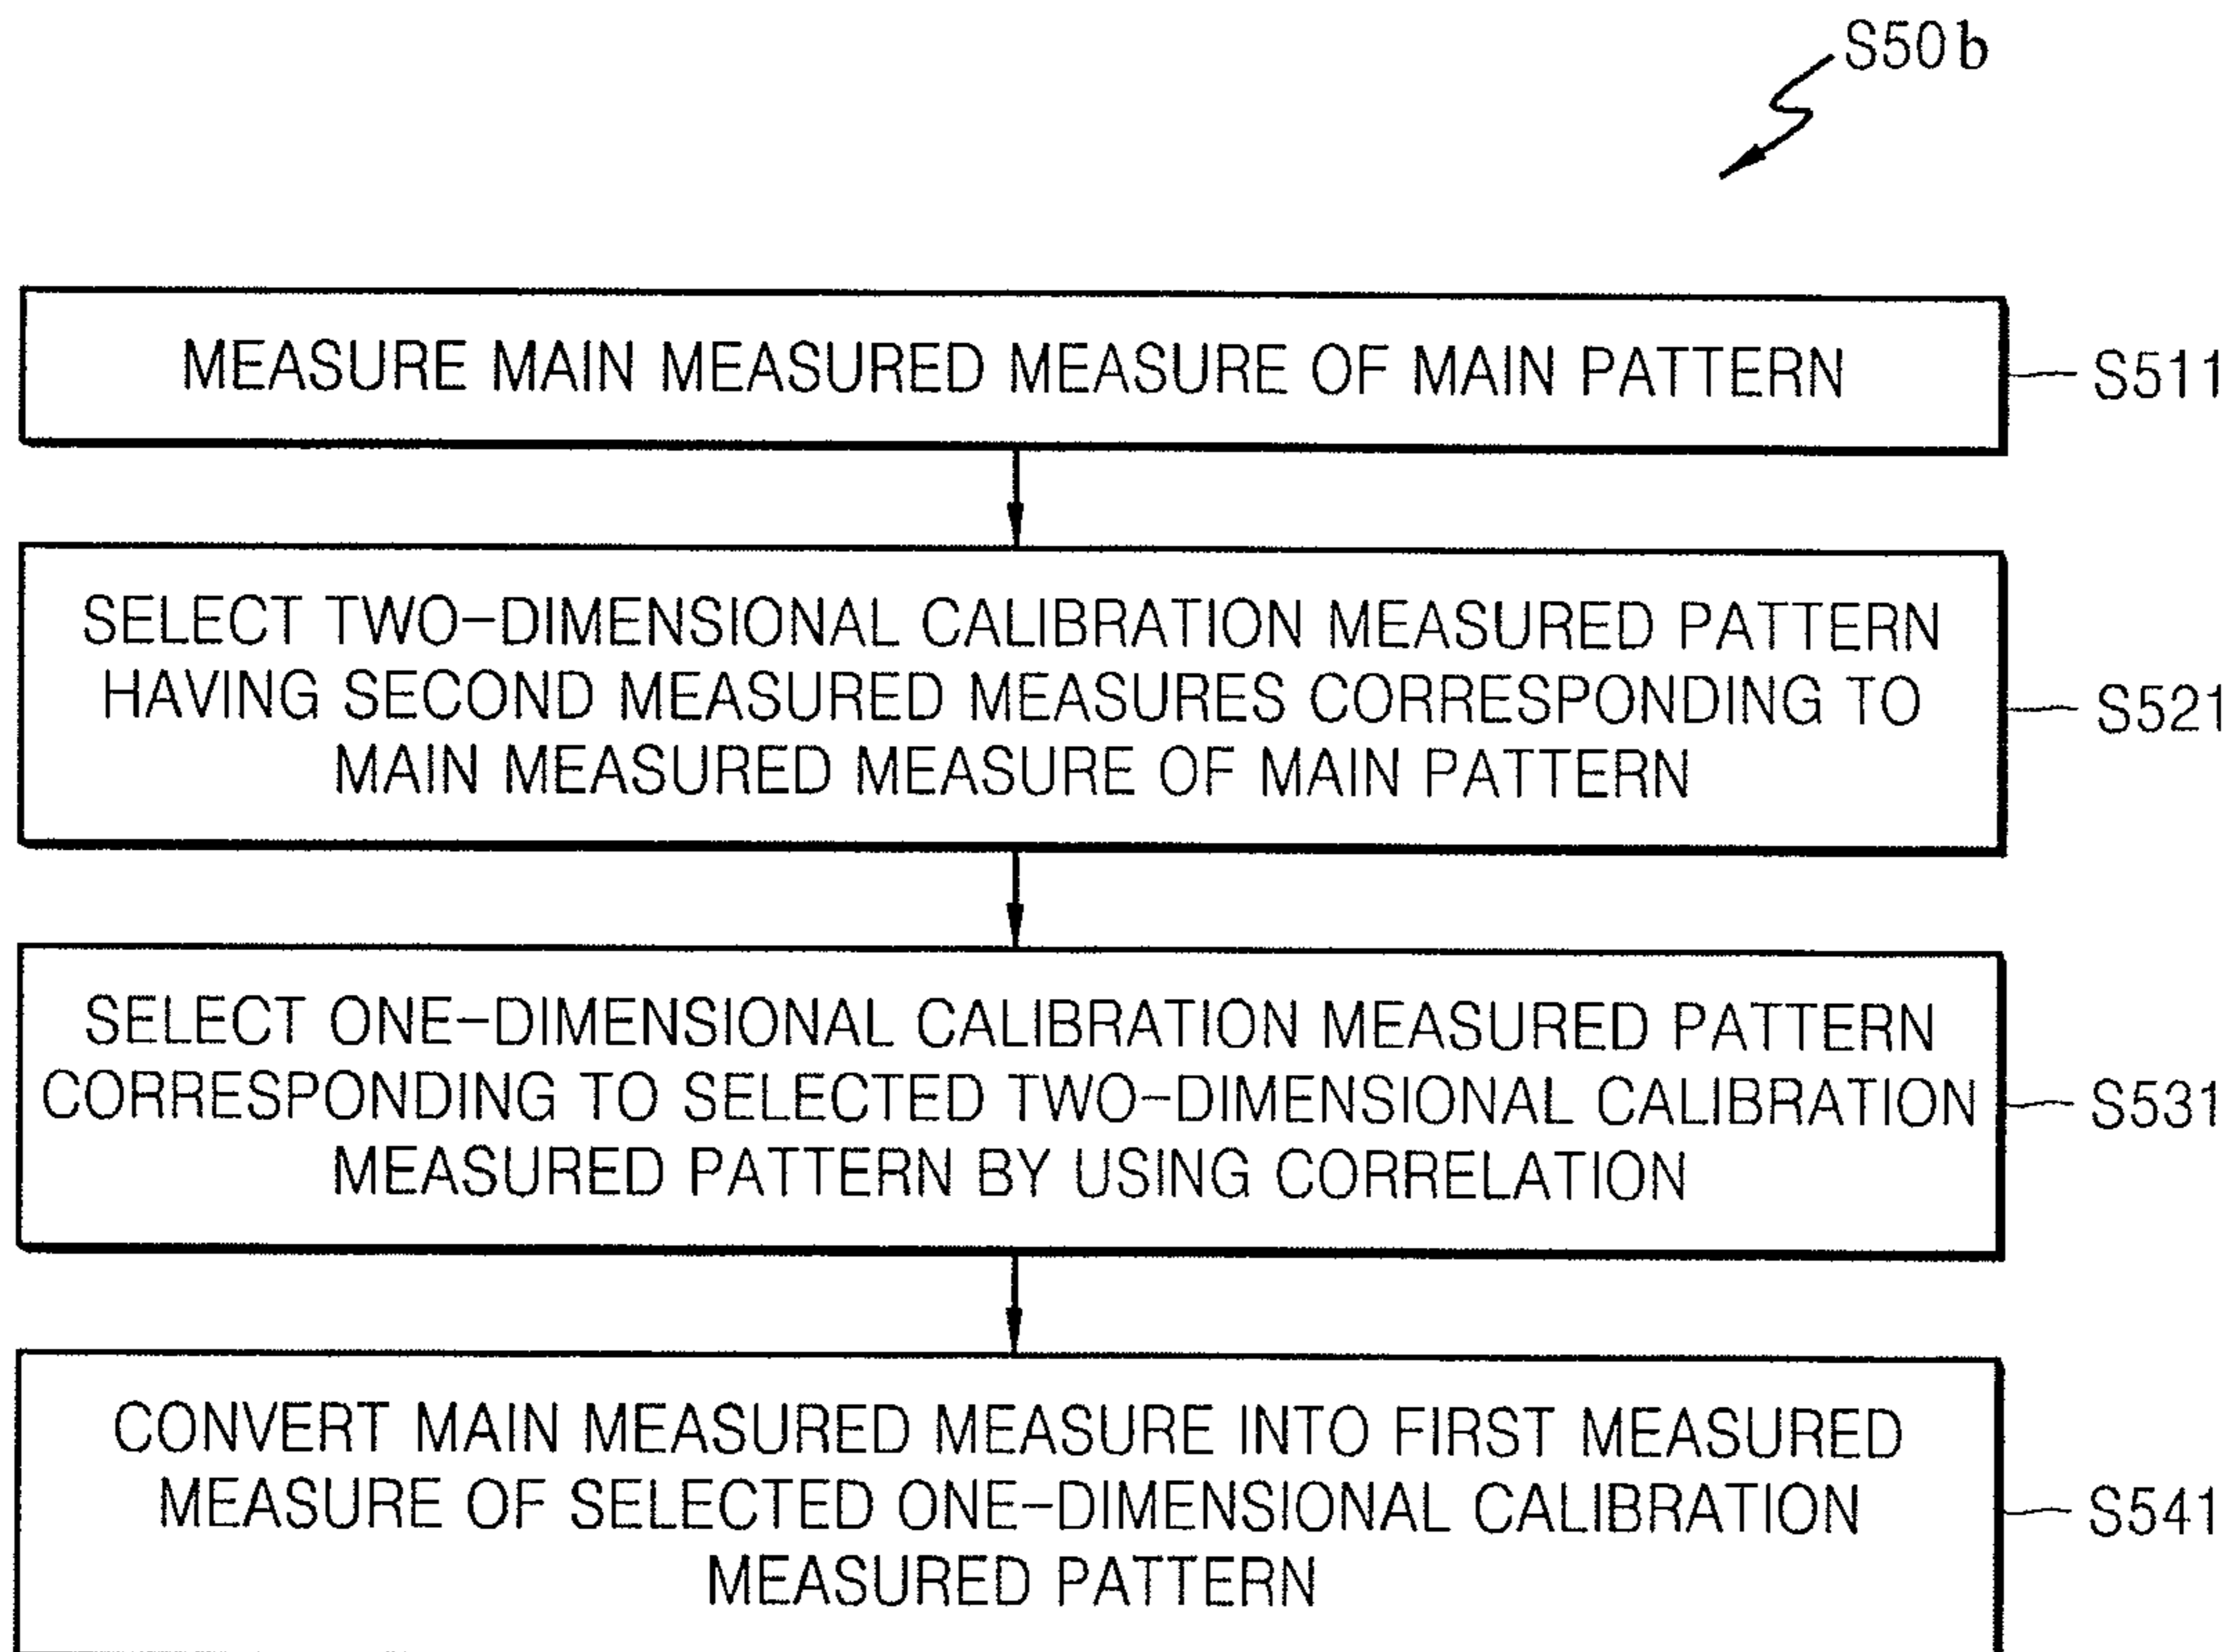 S50b
MEASURE MAIN MEASURED MEASURE OF MAIN PATTERN
S511
SELECT TWO-DIMENSIONAL CALIBRATION MEASURED PATTERN
HAVING SECOND MEASURED MEASURES CORRESPONDING TO
MAIN MEASURED MEASURE OF MAIN PATTERN
S521
SELECT ONE-DIMENSIONAL CALIBRATION MEASURED PATTERN
CORRESPONDING TO SELECTED TWO-DIMENSIONAL CALIBRATION
MEASURED PATTERN BY USING CORRELATION
S531
CONVERT MAIN MEASURED MEASURE INTO FIRST MEASURED
MEASURE OF SELECTED ONE-DIMENSIONAL CALIBRATION
MEASURED PATTERN
S541